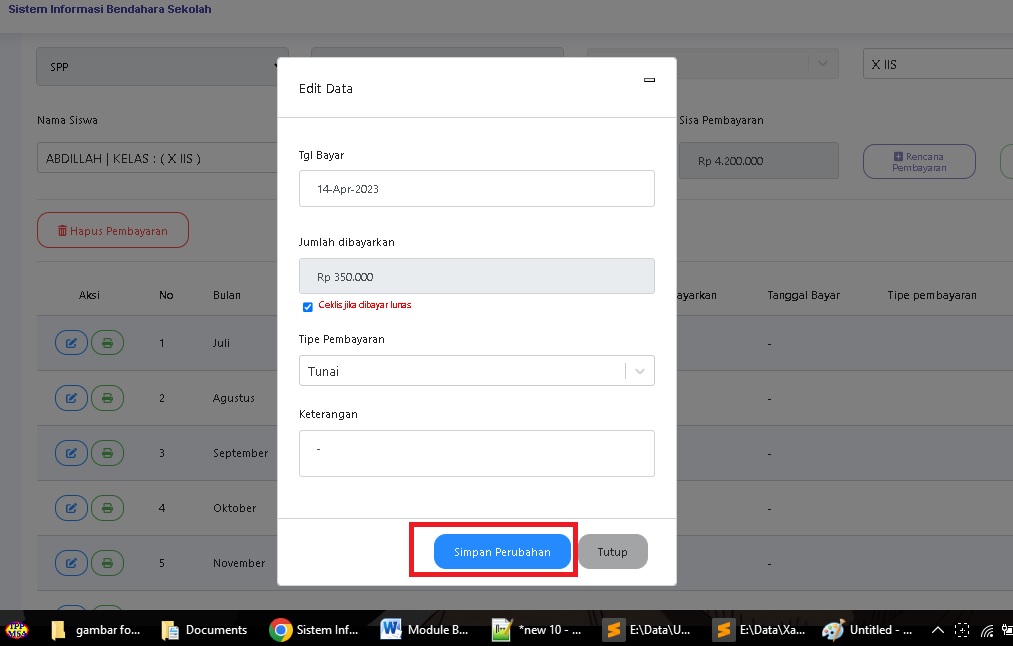 Sistem Informasi Bendahara Sekolah
SPP
X IIS
Edit Data
Nama Siswa
Sisa Pembayaran
ABDILLAH | KELAS : ( X IIS )
Rp 4.200.000
Rencana
Pembayaran
Tgl Bayar
14-Apr-2023
Hapus Pembayaran
Jumlah dibayarkan
Rp 350.000
Ceklis jika dibayar lunas
Aksi No Bulan ayarkan Tanggal Bayar Tipe pembayaran
Tipe Pembayaran
Tunai
Keterangan
-
1 Juli -
2 Agustus -
3 September -
4 Oktober -
5 November -
Simpan Perubahan Tutup
gambar fo... Documents Sistem Inf... Module B... *new 10 - ... E:\Data\U... E:\Data\Xa... Untitled - ...